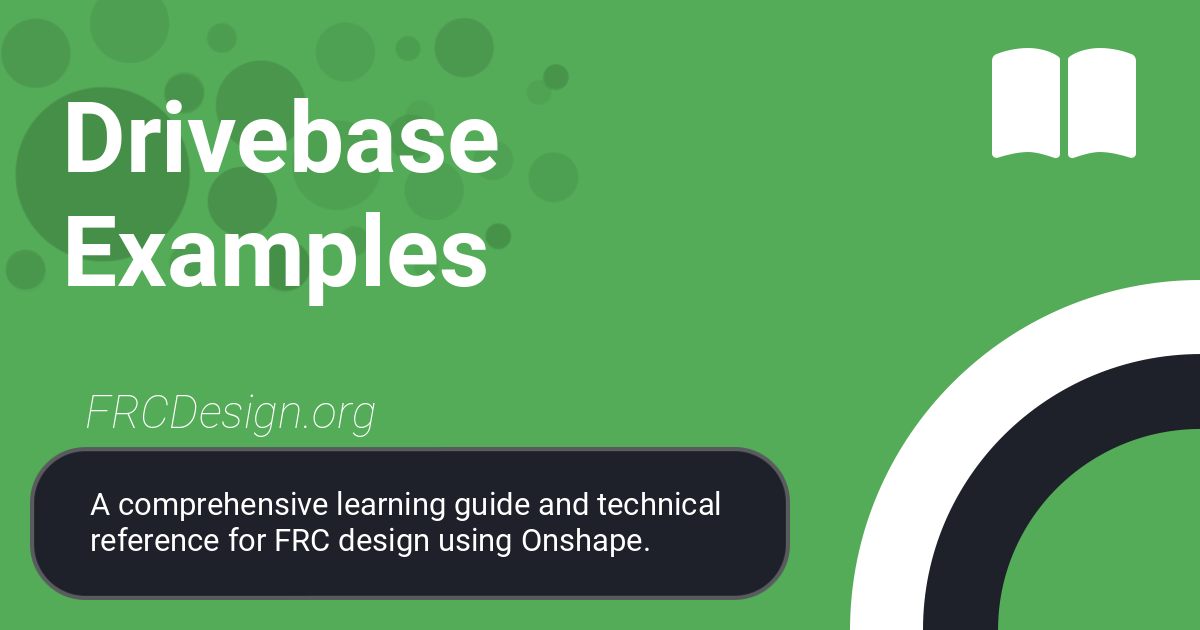 Drivebase
Examples
FRCDesign.org
A comprehensive learning guide and technical
reference for FRC design using Onshape.